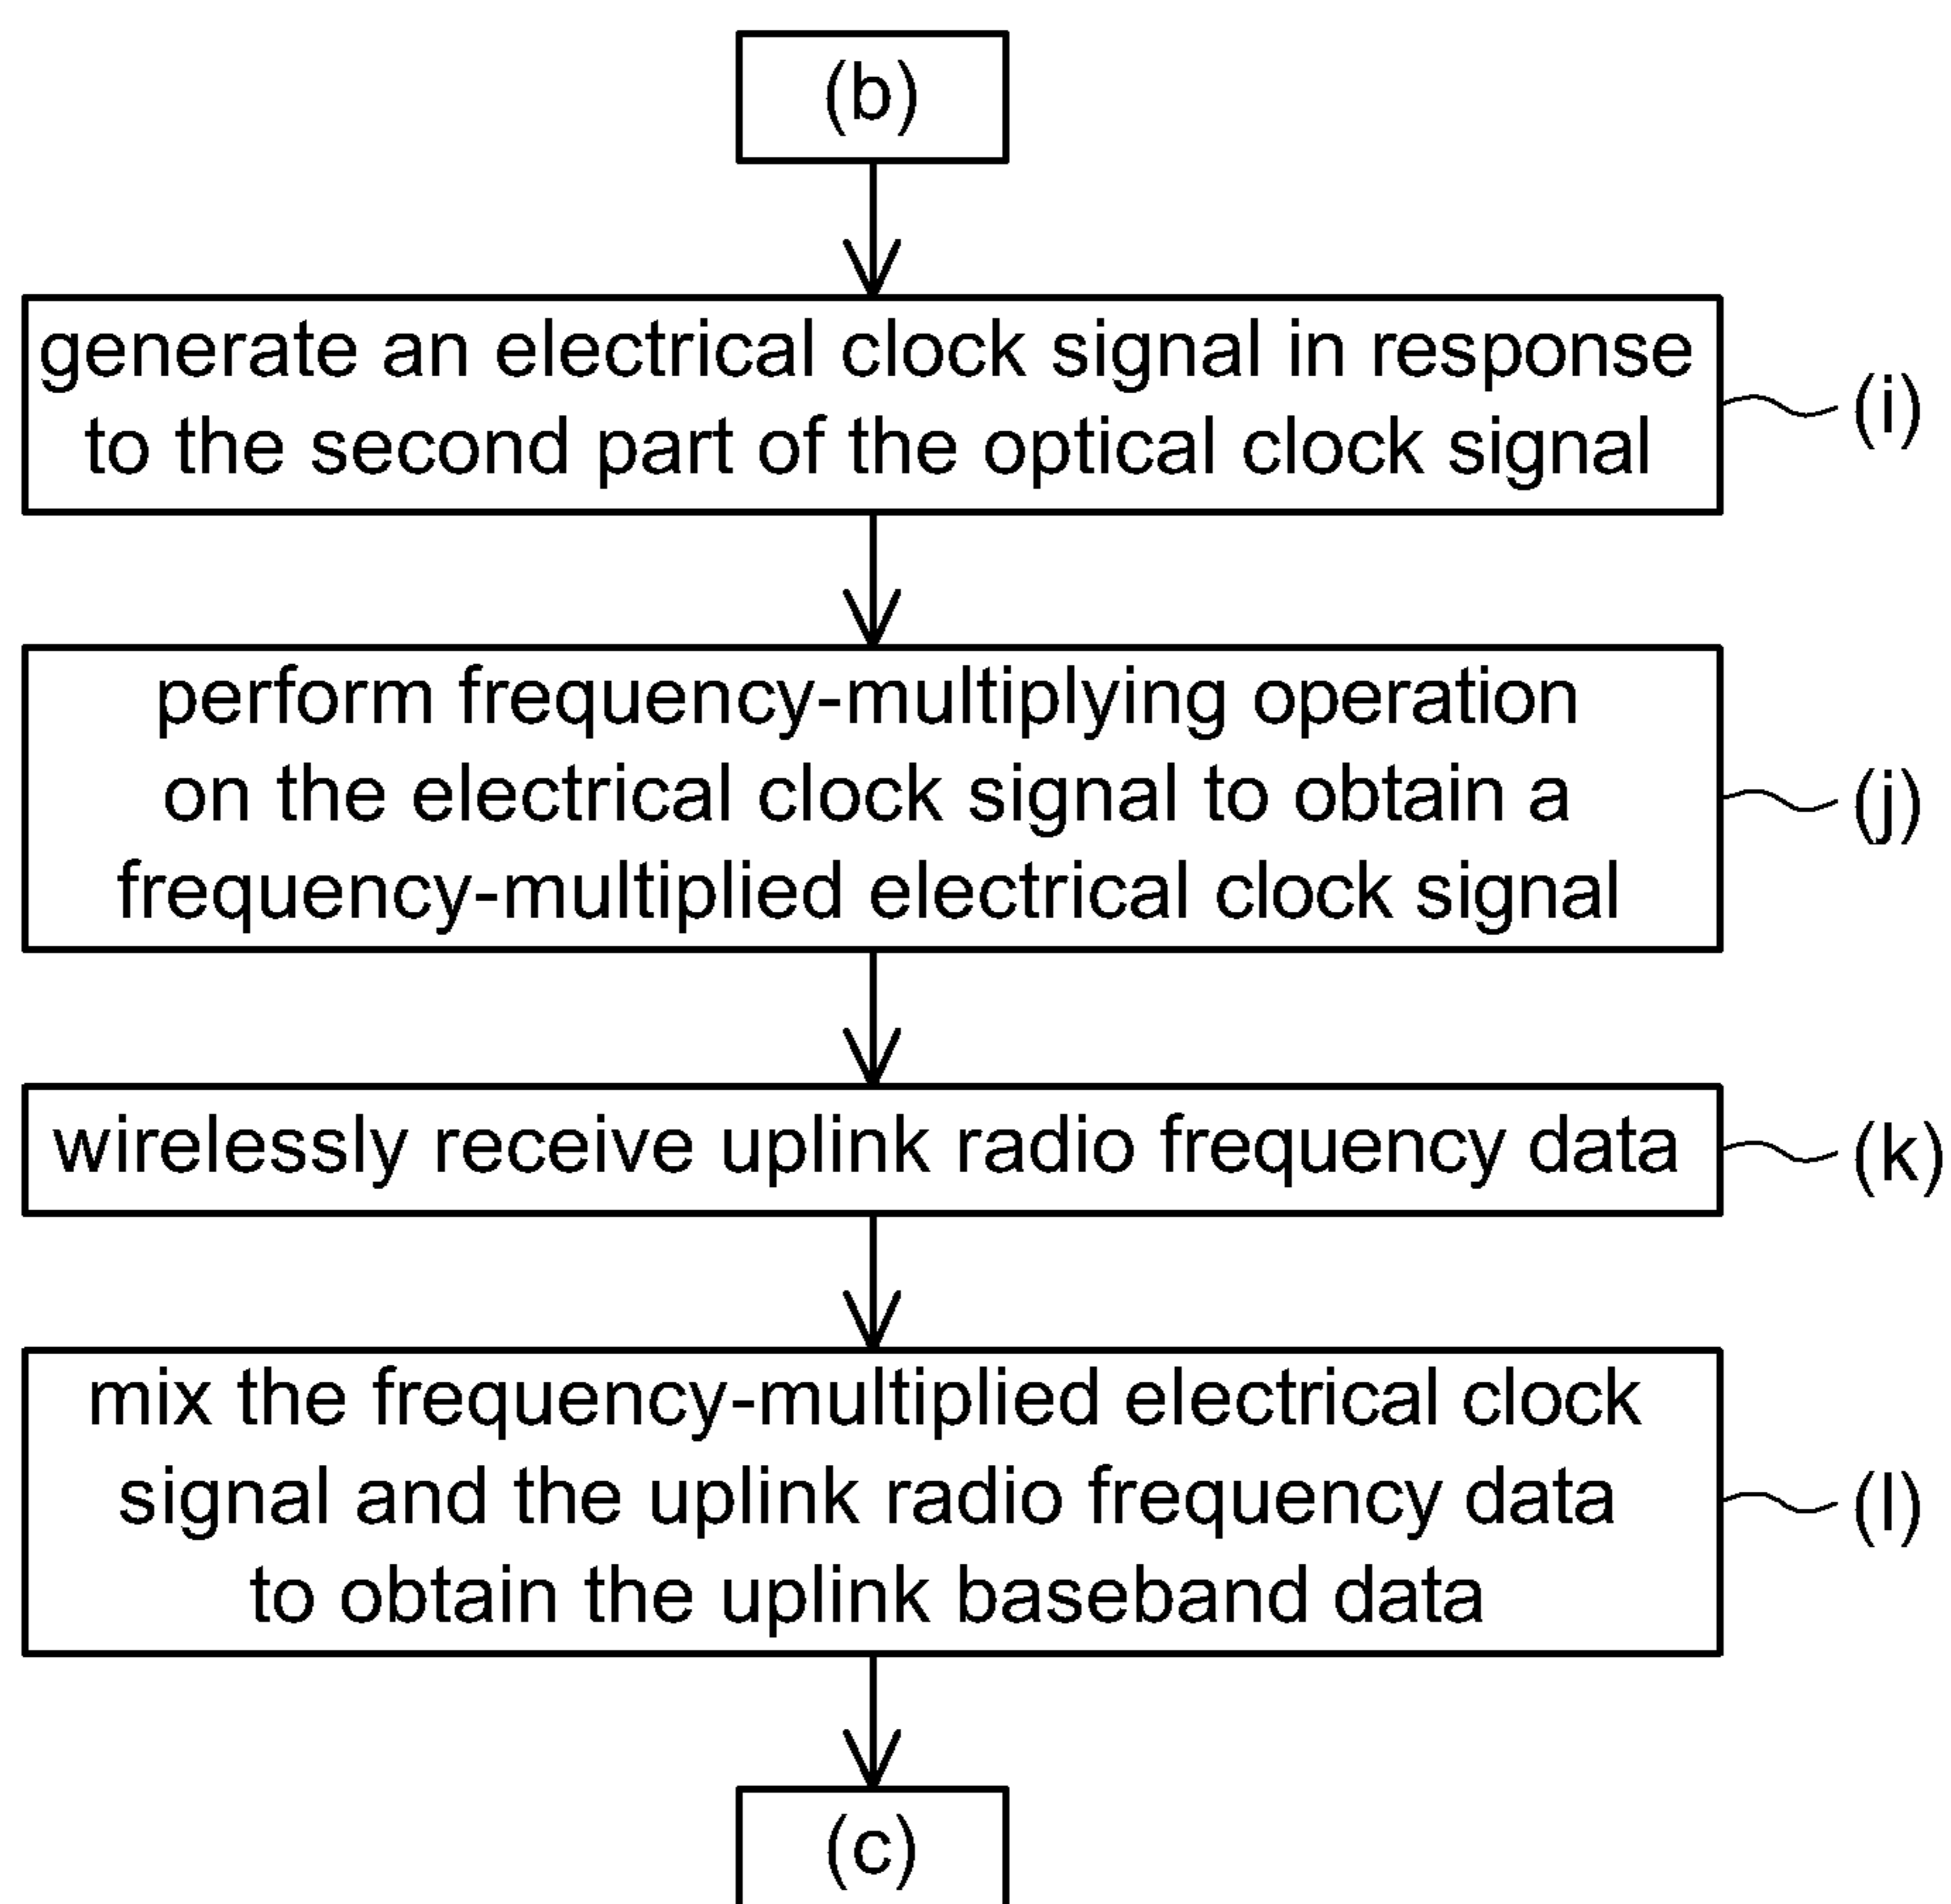 (b)
generate an electrical clock signal in response
to the second part of the optical clock signal
(i)
perform frequency-multiplying operation
on the electrical clock signal to obtain a
frequency-multiplied electrical clock signal
(j)
wirelessly receive uplink radio frequency data
(k)
mix the frequency-multiplied electrical clock
signal and the uplink radio frequency data
to obtain the uplink baseband data
(l)
(c)